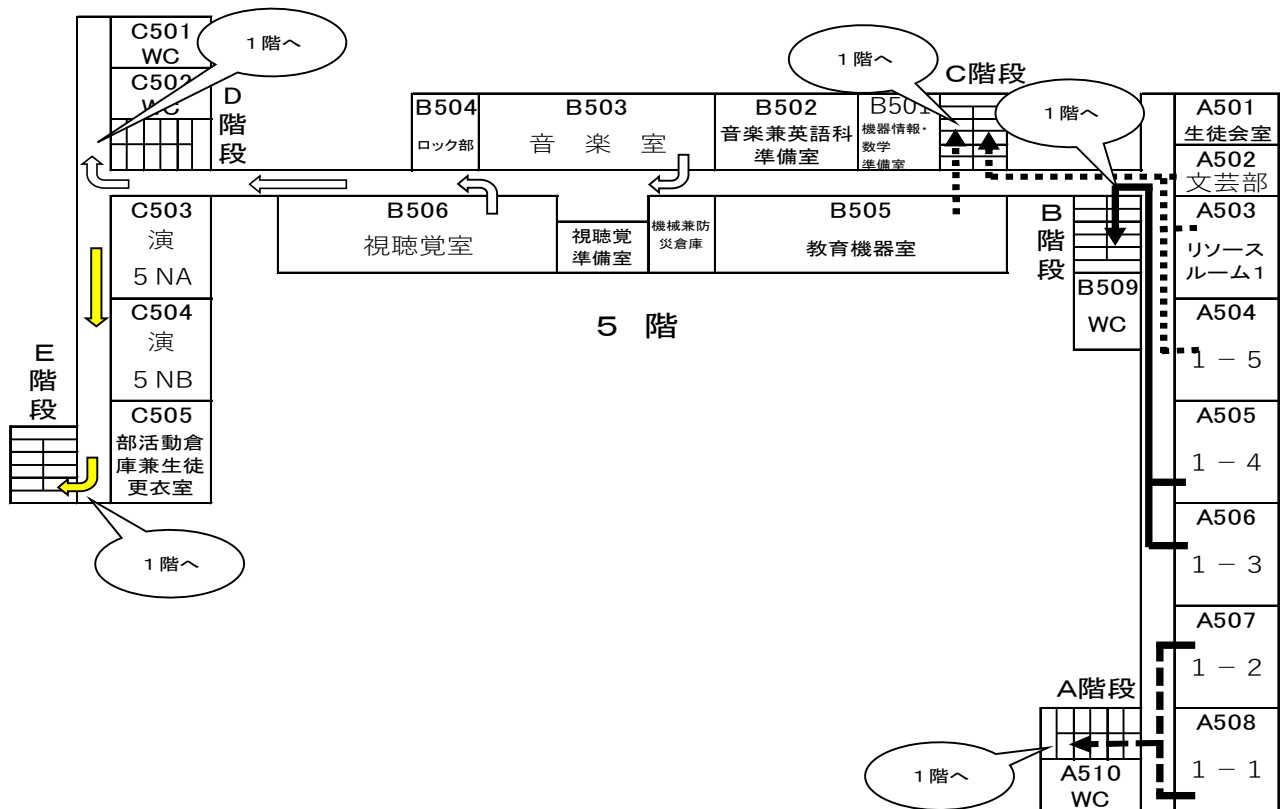 C501
WC
C502
WC
D
階
段
1階へ
B504
ロック部
B503
音 楽 室
B502
音楽兼英語科
準備室
B501
機器情報・
数学
準備室
1階へ
C階段
1階へ
A501
生徒会室
A502
文芸部
A503
リソース
ルーム1
A504
1-5
A505
1-4
A506
1-3
A507
1-2
A508
1-1
C503
演
5NA
C504
演
5NB
C505
部活動倉
庫兼生徒
更衣室
E
階
段
1階へ
B506
視聴覚室
視聴覚
準備室
機械兼防
災倉庫
B505
教育機器室
B
階
段
B509
WC
5 階
A階段
1階へ
A510
WC